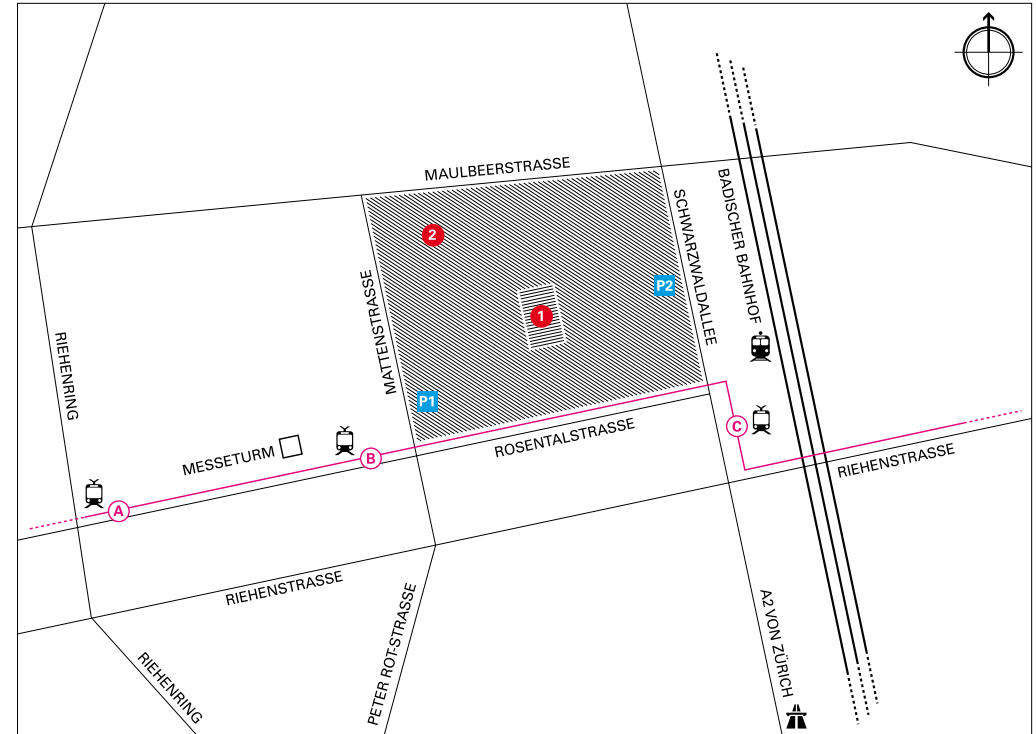 MAULBEERSTRASSE
BADISCHER BAHNHOF
SCHWARZWALDALLEE
2
MATTENSTRASSE
P2
1
RIEHENRING
P1
C
ROSENTALSTRASSE
MESSETURM
B
RIEHENSTRASSE
A
RIEHENSTRASSE
PETER ROT-STRASSE
A2 VON ZÜRICH
RIEHENRING